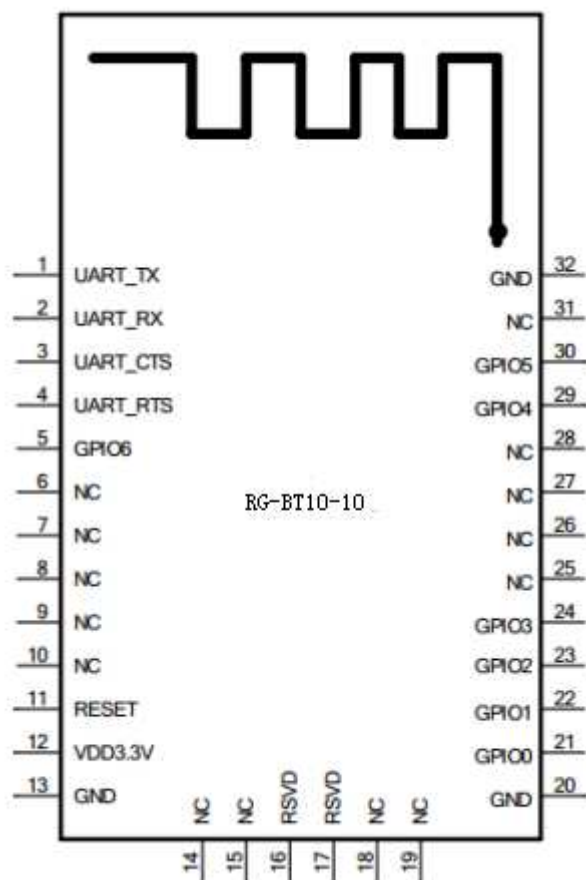 1 UART_TX GND 32
2 UART_RX NC 31
3 UART_CTS GPIO5 30
4 UART_RTS GPIO4 29
5 GPIO6 NC 28
6 NC NC 27
7 NC NC 26
8 NC NC 25
9 NC GPIO3 24
10 NC GPIO2 23
11 RESET GPIO1 22
12 VDD3.3V GPIO0 21
13 GND GND 20
RG-BT10-10
14 NC
15 NC
16 RSVD
17 RSVD
18 NC
19 NC